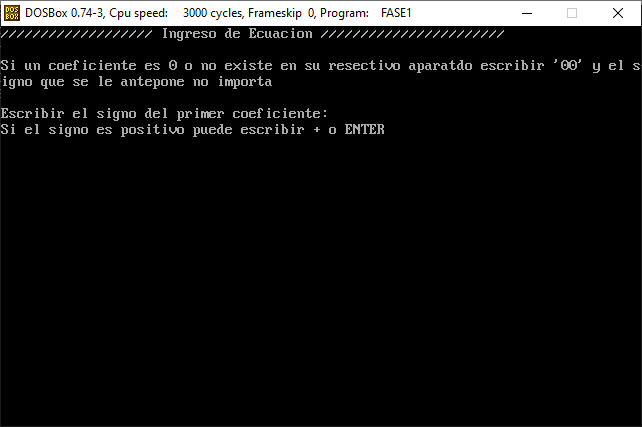 DOSBox 0.74-3, Cpu speed: 3000 cycles, Frameskip 0, Program: FASE1
/////////////////// Ingreso de Ecuacion ///////////////////////
Si un coeficiente es 0 o no existe en su resectivo aparatdo escribir '00' y el s
igno que se le antepone no importa
Escribir el signo del primer coeficiente:
Si el signo es positivo puede escribir + o ENTER